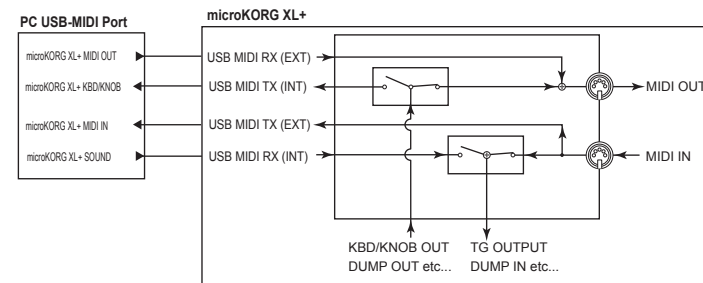 PC USB-MIDI Port
microKORG XL+
microKORG XL+ MIDI OUT
USB MIDI RX (EXT)
microKORG XL+ KBD/KNOB
USB MIDI TX (INT)
MIDI OUT
microKORG XL+ MIDI IN
USB MIDI TX (EXT)
microKORG XL+ SOUND
USB MIDI RX (INT)
MIDI IN
KBD/KNOB OUT
DUMP OUT etc...
TG OUTPUT
DUMP IN etc...